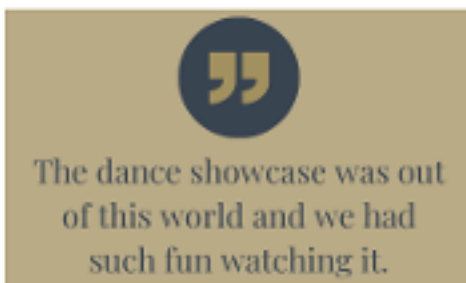 The dance showcase was out
of this world and we had
such fun watching it.